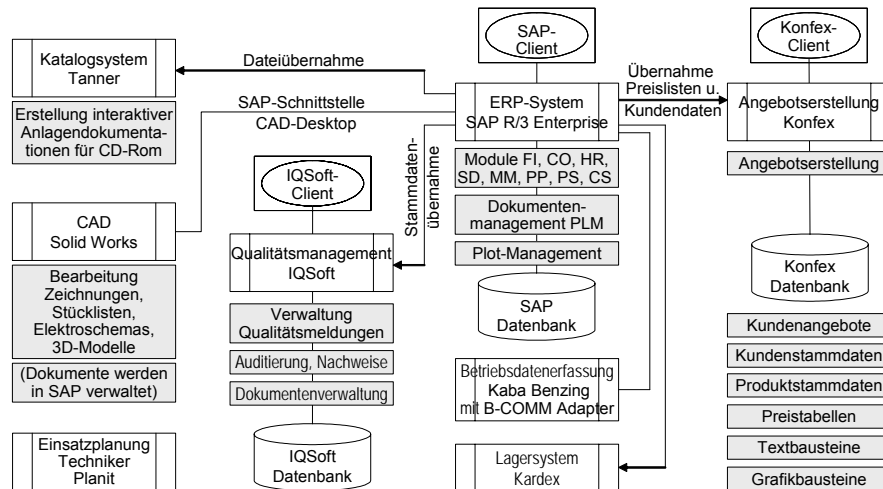 Katalogsystem
Tanner
Erstellung interaktiver
Anlagendokumenta-
tionen für CD-Rom
CAD
Solid Works
Bearbeitung
Zeichnungen,
Stücklisten,
Elektroschemas,
3D-Modelle
(Dokumente werden
in SAP verwaltet)
Einsatzplanung
Techniker
Planit
Dateiübernahme
SAP-Schnittstelle
CAD-Desktop
IQSoft-
Client
Qualitätsmanagement
IQSoft
Verwaltung
Qualitätsmeldungen
Auditierung, Nachweise
Dokumentenverwaltung
IQSoft
Datenbank
Stammdaten-
übernahme
SAP-
Client
ERP-System
SAP R/3 Enterprise
Module FI, CO, HR,
SD, MM, PP, PS, CS
Dokumenten-
management PLM
Plot-Management
SAP
Datenbank
Betriebsdatenerfassung
Kaba Benzing
mit B-COMM Adapter
Lagersystem
Kardex
Übernahme
Preislisten u.
Kundendaten
Konfex-
Client
Angebotserstellung
Konfex
Angebotserstellung
Konfex
Datenbank
Kundenangebote
Kundenstammdaten
Produktstammdaten
Preistabellen
Textbausteine
Grafikbausteine